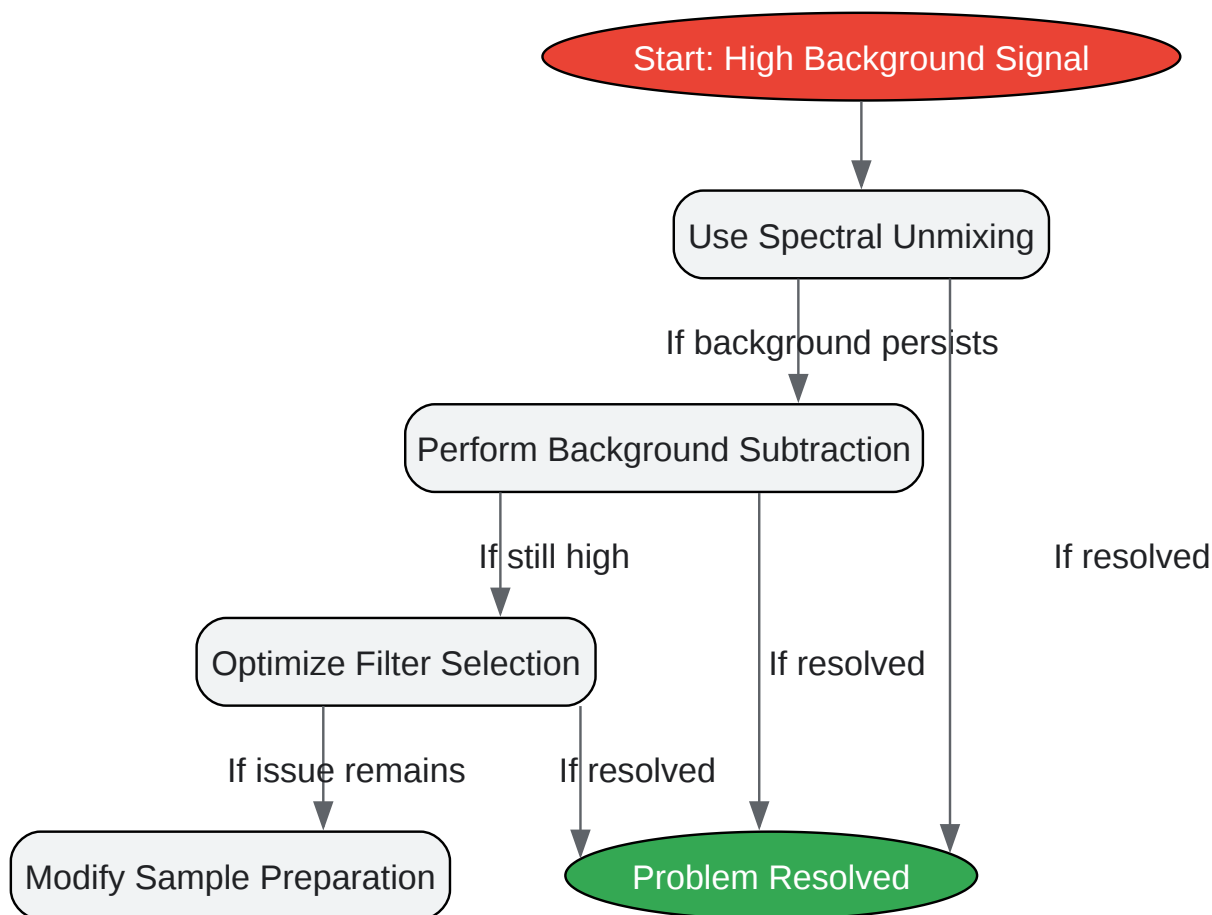 Start: High Background Signal
Use Spectral Unmixing
If background persists
Perform Background Subtraction
If still high
If resolved
Optimize Filter Selection
If resolved
If issue remains
If resolved
Modify Sample Preparation
Problem Resolved